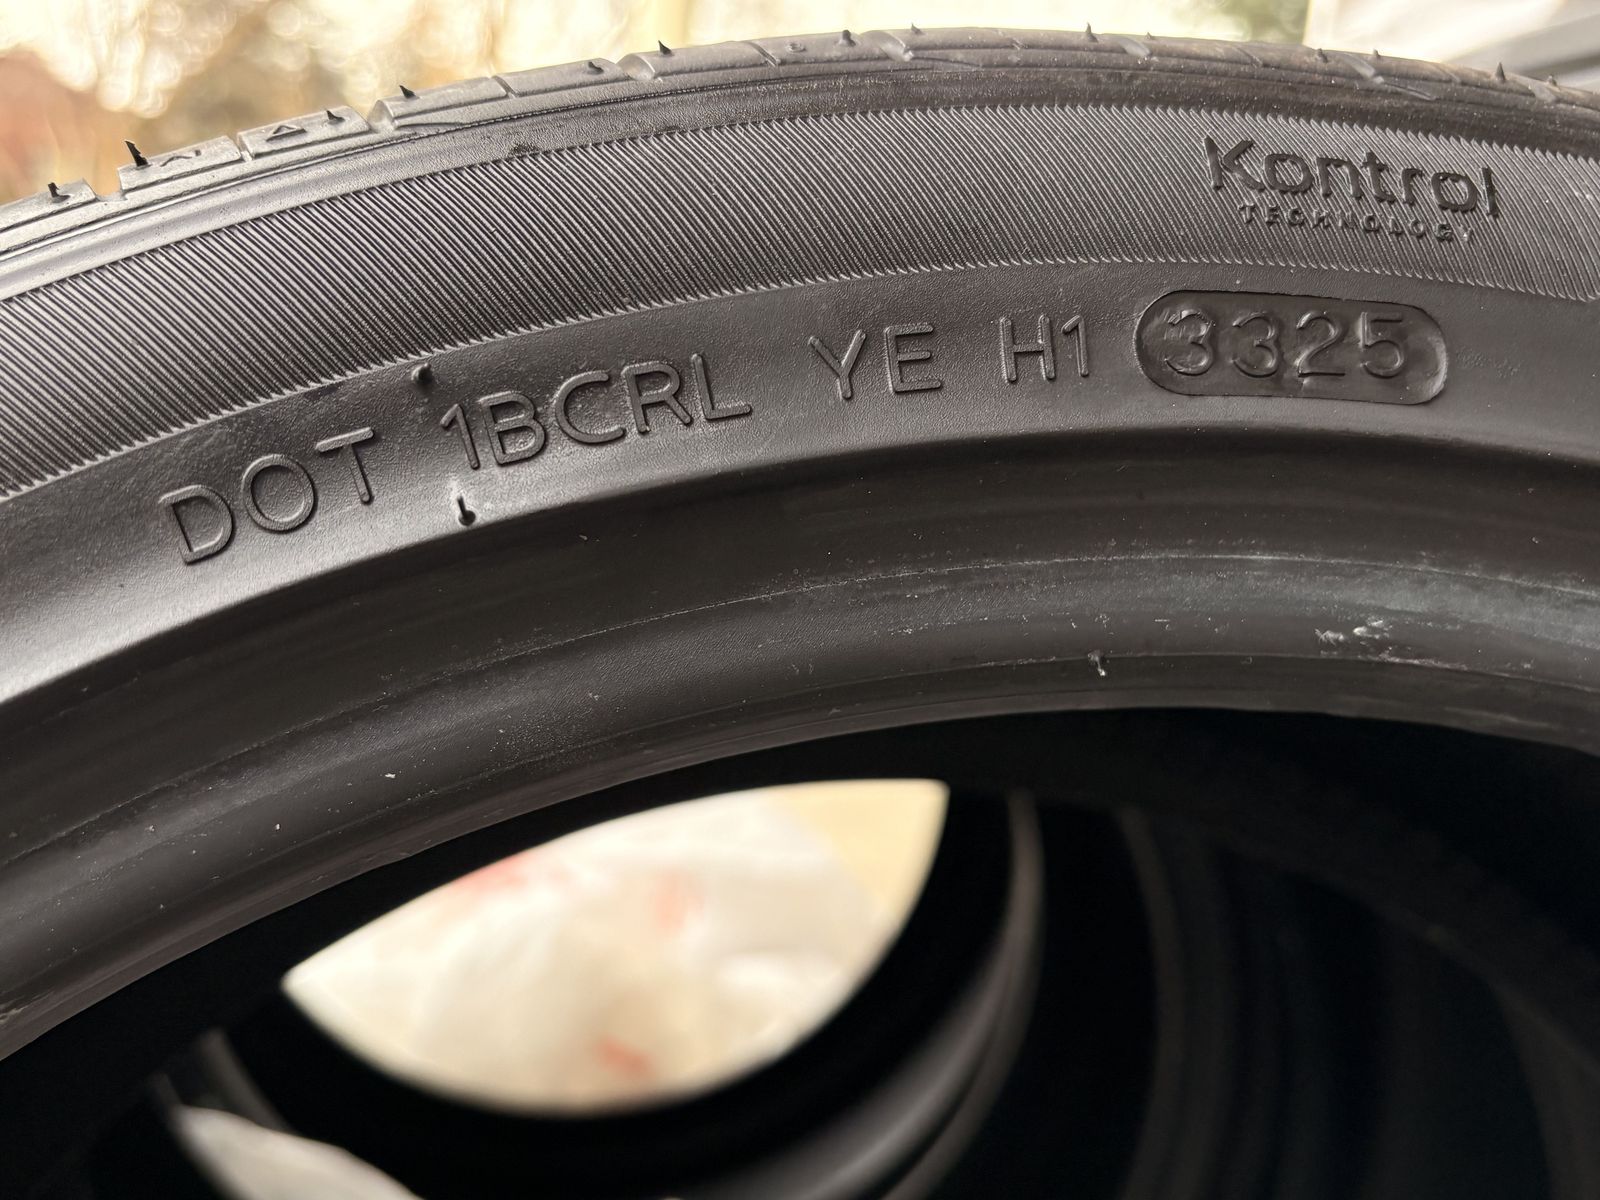 Kontrol
TECHNOLOGY
DOT 1BCRL YE H1 3325